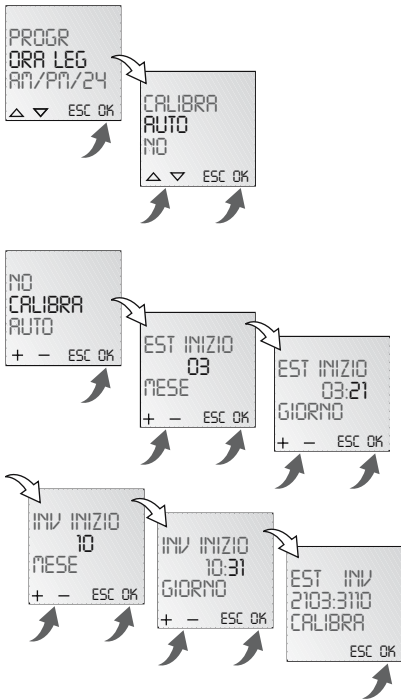 PROGR
ORA LEG
AM/PM/24
△ ▽ ESC OK
CALIBRA
AUTO
NO
△ ▽ ESC OK
NO
CALIBRA
AUTO
+ − ESC OK
EST INIZIO
03
MESE
+ − ESC OK
EST INIZIO
03:21
GIORNO
+ − ESC OK
INV INIZIO
10
MESE
+ − ESC OK
INV INIZIO
10:31
GIORNO
+ − ESC OK
EST INV
2103:3110
CALIBRA
ESC OK